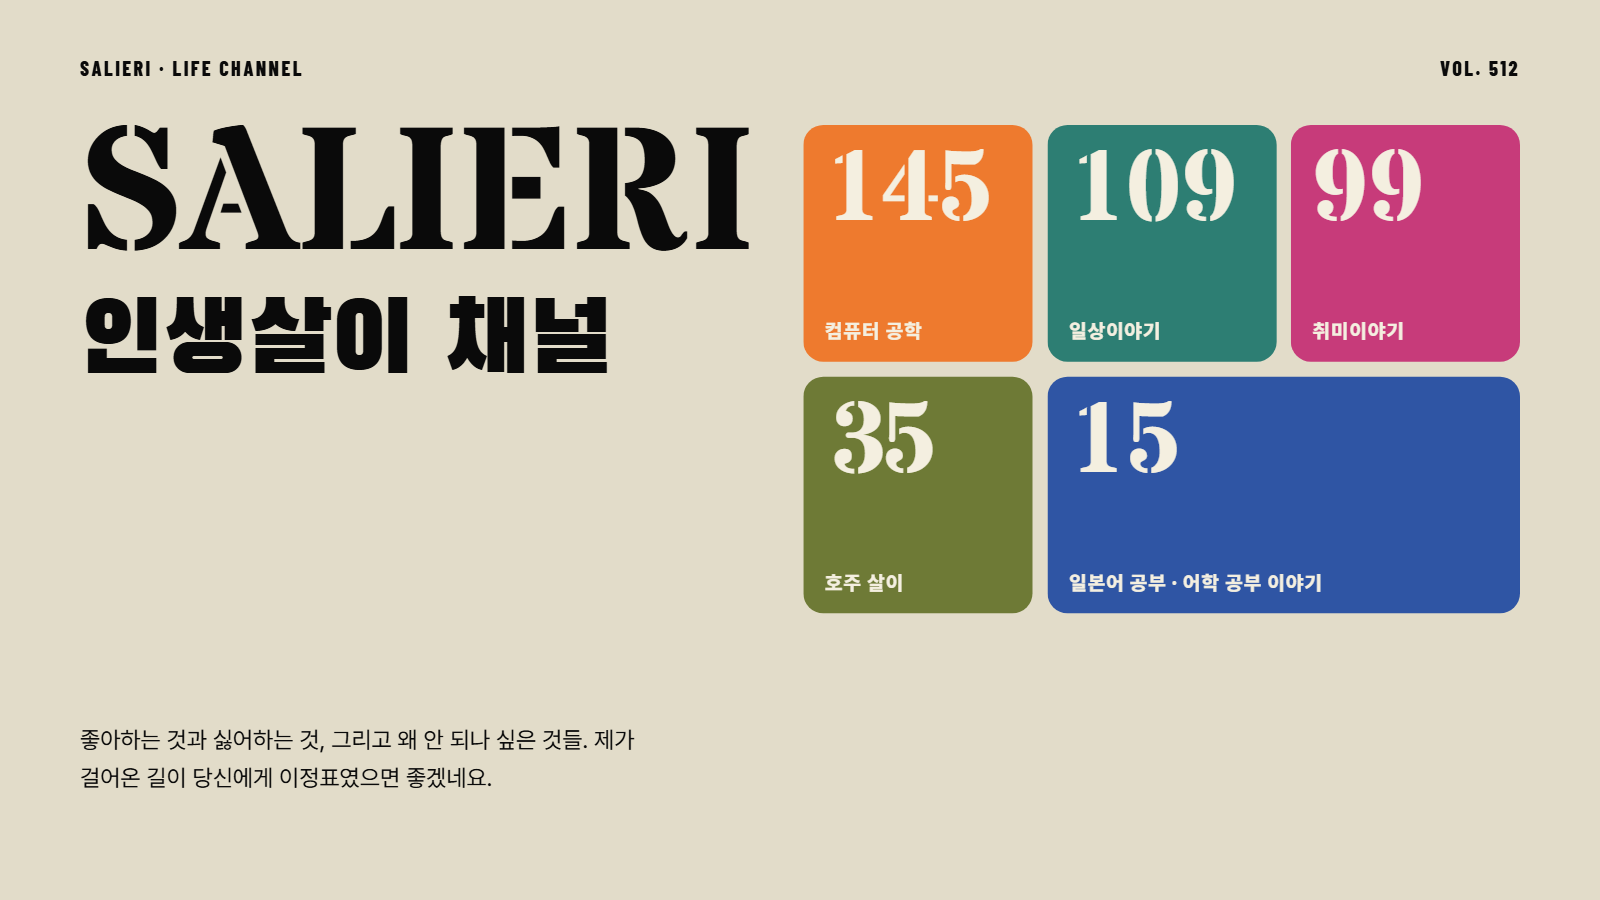 SALIERI · LIFE CHANNEL
VOL. 512
SALIERI
인생살이 채널
145
컴퓨터 공학
109
일상이야기
99
취미이야기
35
호주 살이
15
일본어 공부 · 어학 공부 이야기
좋아하는 것과 싫어하는 것, 그리고 왜 안 되나 싶은 것들. 제가
걸어온 길이 당신에게 이정표였으면 좋겠네요.